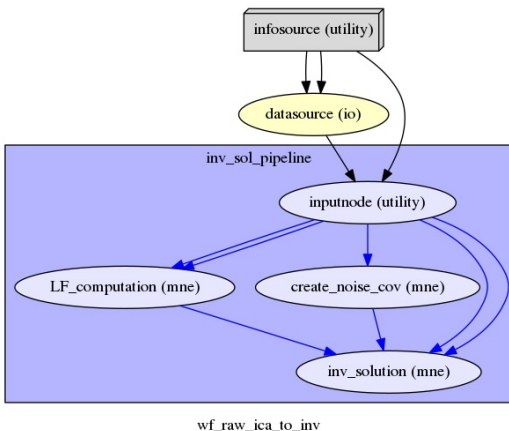 infosource (utility)
datasource (io)
inv_sol_pipeline
inputnode (utility)
LF_computation (mne)
create_noise_cov (mne)
inv_solution (mne)
wf_raw_ica_to_inv